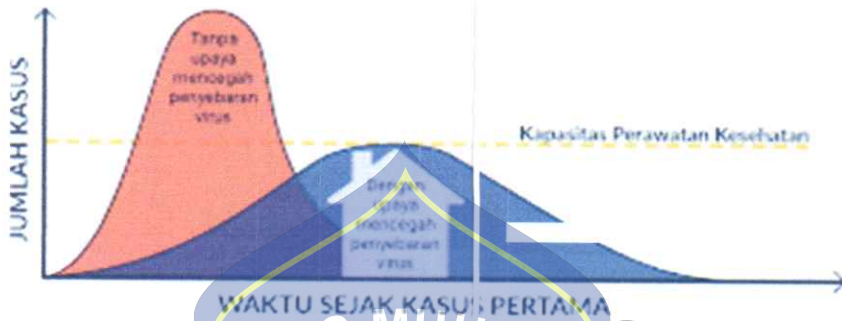 Tanpa
upaya
mencegah
penyebaran
virus
JUMLAH KASUS
Kapasitas Perawatan Kesehatan
Dengan
upaya
mencegah
penyebaran
virus
WAKTU SEJAK KASUS PERTAMA